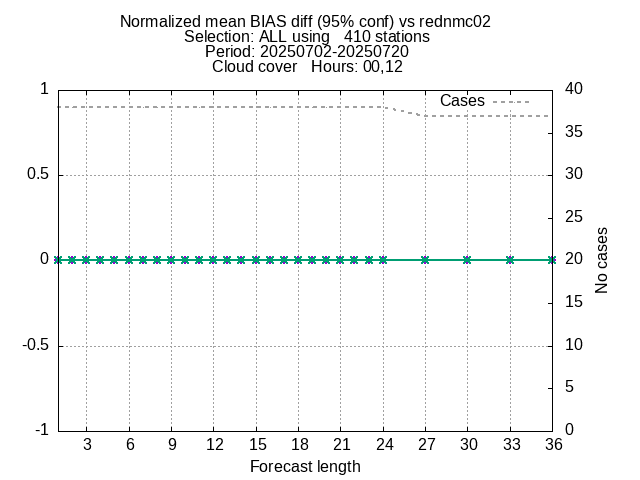 Normalized mean BIAS diff (95% conf) vs rednmc02
Selection: ALL using   410 stations
Period: 20250702-20250720
Cloud cover   Hours: 00,12
1
0.5
0
-0.5
-1
Cases
40
35
30
25
20
15
10
5
0
No cases
3 6 9 12 15 18 21 24 27 30 33 36
Forecast length